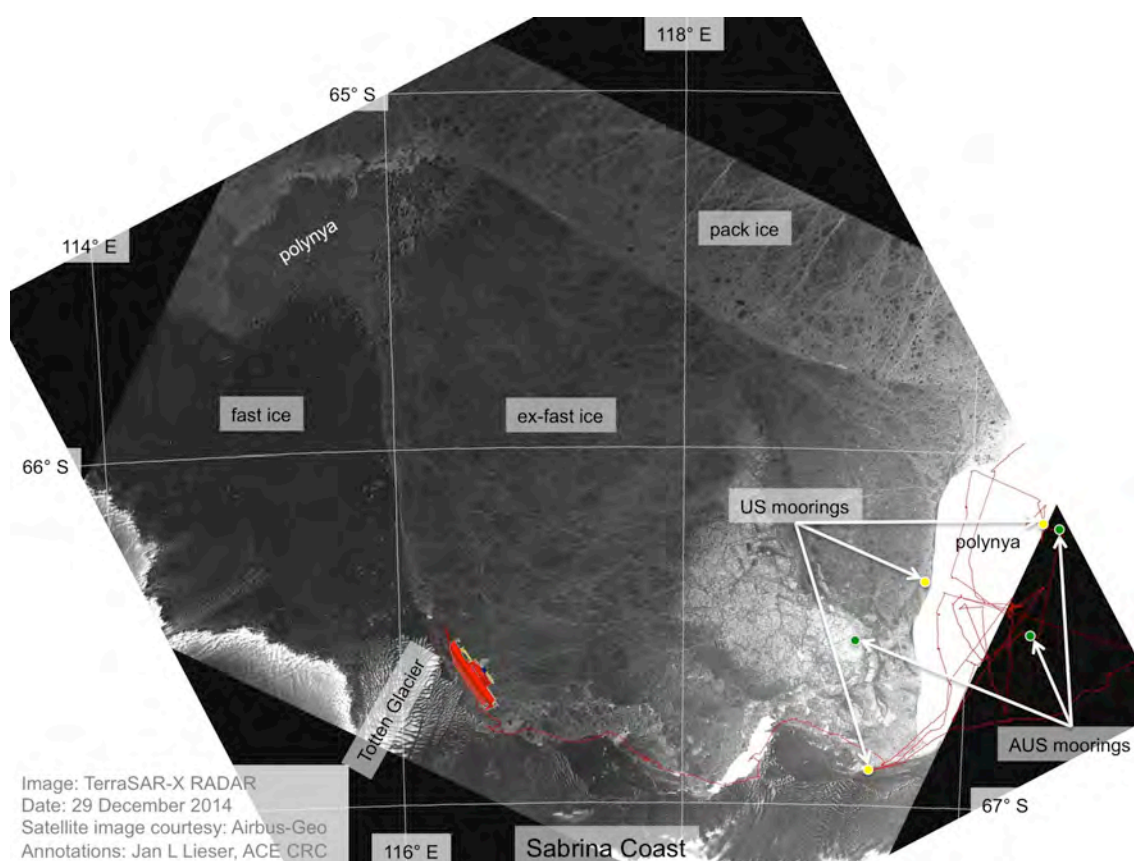 118° E
65° S
114° E
polynya
pack ice
fast ice
ex-fast ice
66° S
US moorings
polynya
Totten Glacier
AUS moorings
Image: TerraSAR-X RADAR
Date: 29 December 2014
Satellite image courtesy: Airbus-Geo
Annotations: Jan L Lieser, ACE CRC
67° S
116° E
Sabrina Coast